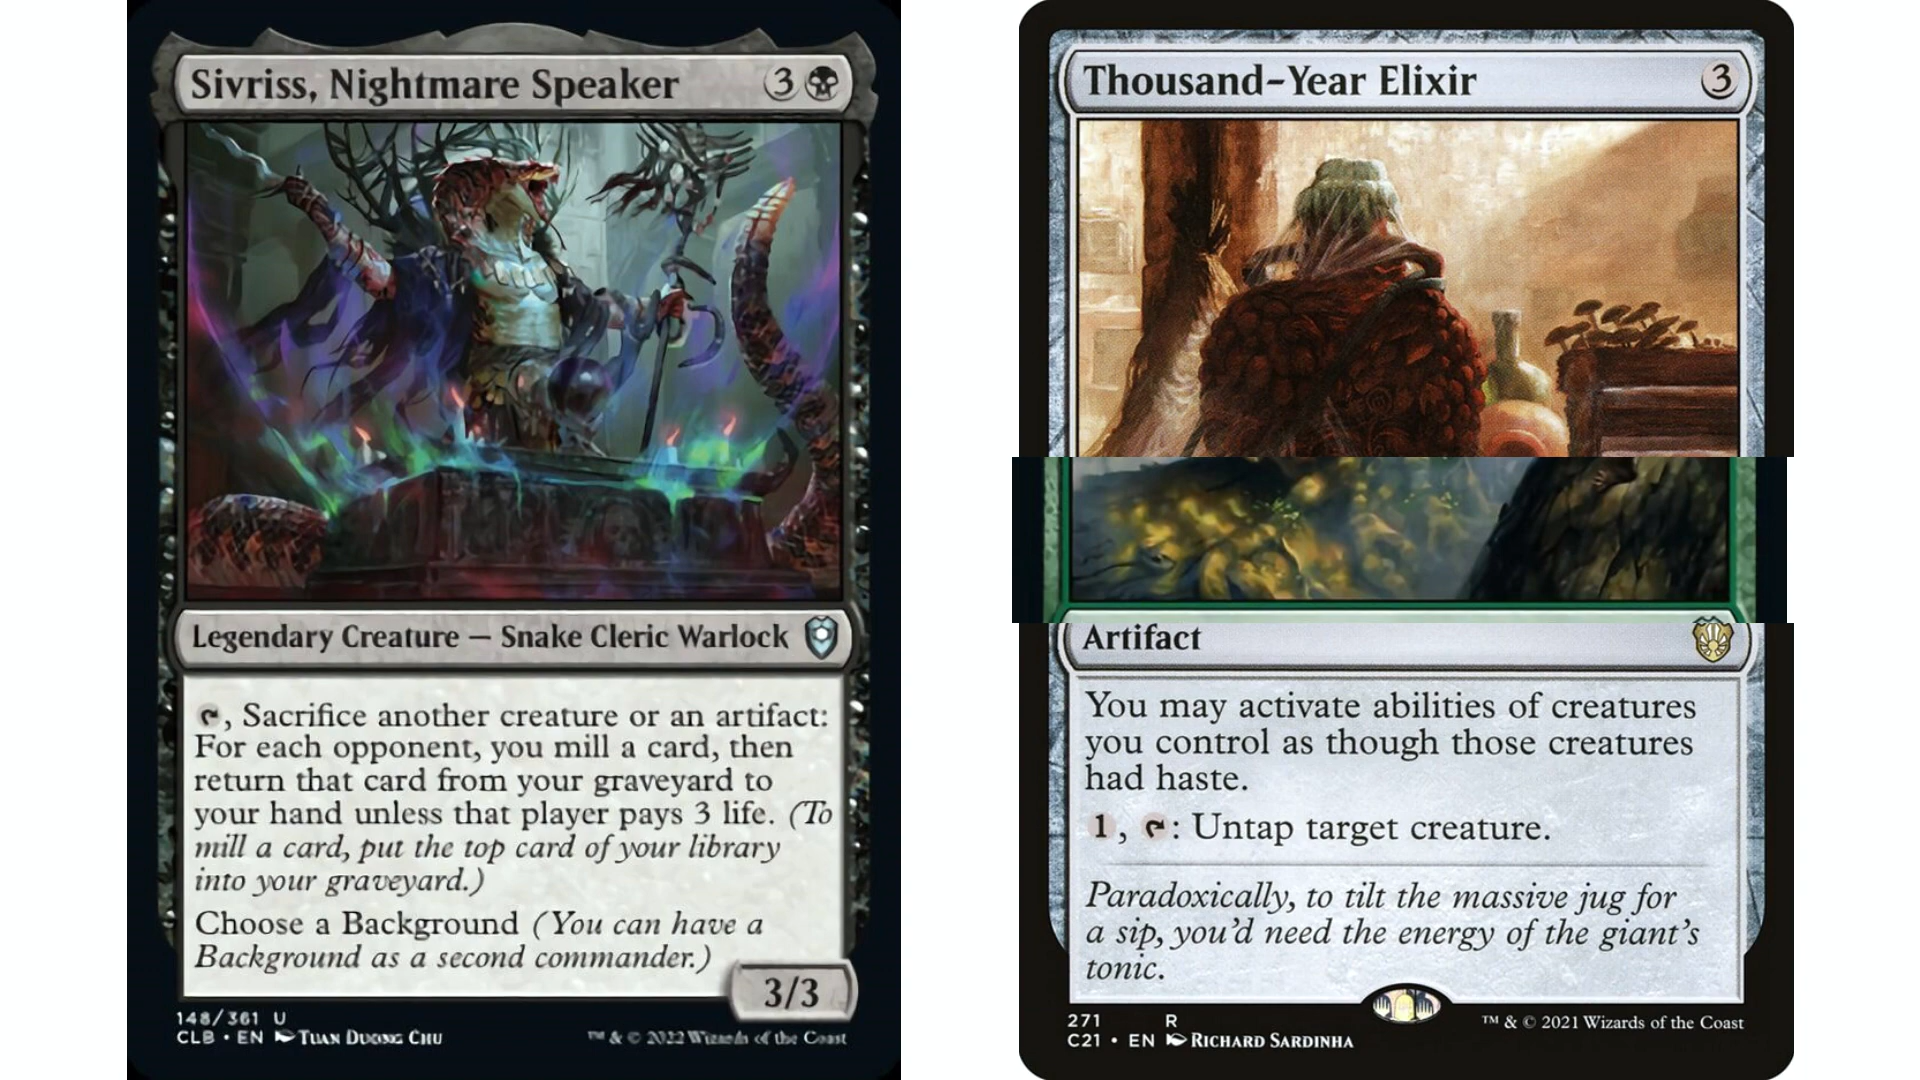 Sivriss, Nightmare Speaker 3
Legendary Creature — Snake Cleric Warlock
, Sacrifice another creature or an artifact:
For each opponent, you mill a card, then
return that card from your graveyard to
your hand unless that player pays 3 life. (To
mill a card, put the top card of your library
into your graveyard.)
Choose a Background (You can have a
Background as a second commander.)
3/3
148/361 U
CLB • EN Tuan Duong Chu
™ & © 2022 Wizards of the Coast
Thousand-Year Elixir 3
Artifact
You may activate abilities of creatures
you control as though those creatures
had haste.
1, : Untap target creature.
Paradoxically, to tilt the massive jug for
a sip, you'd need the energy of the giant's
tonic.
271 R
C21 • EN Richard Sardinha
™ & © 2021 Wizards of the Coast